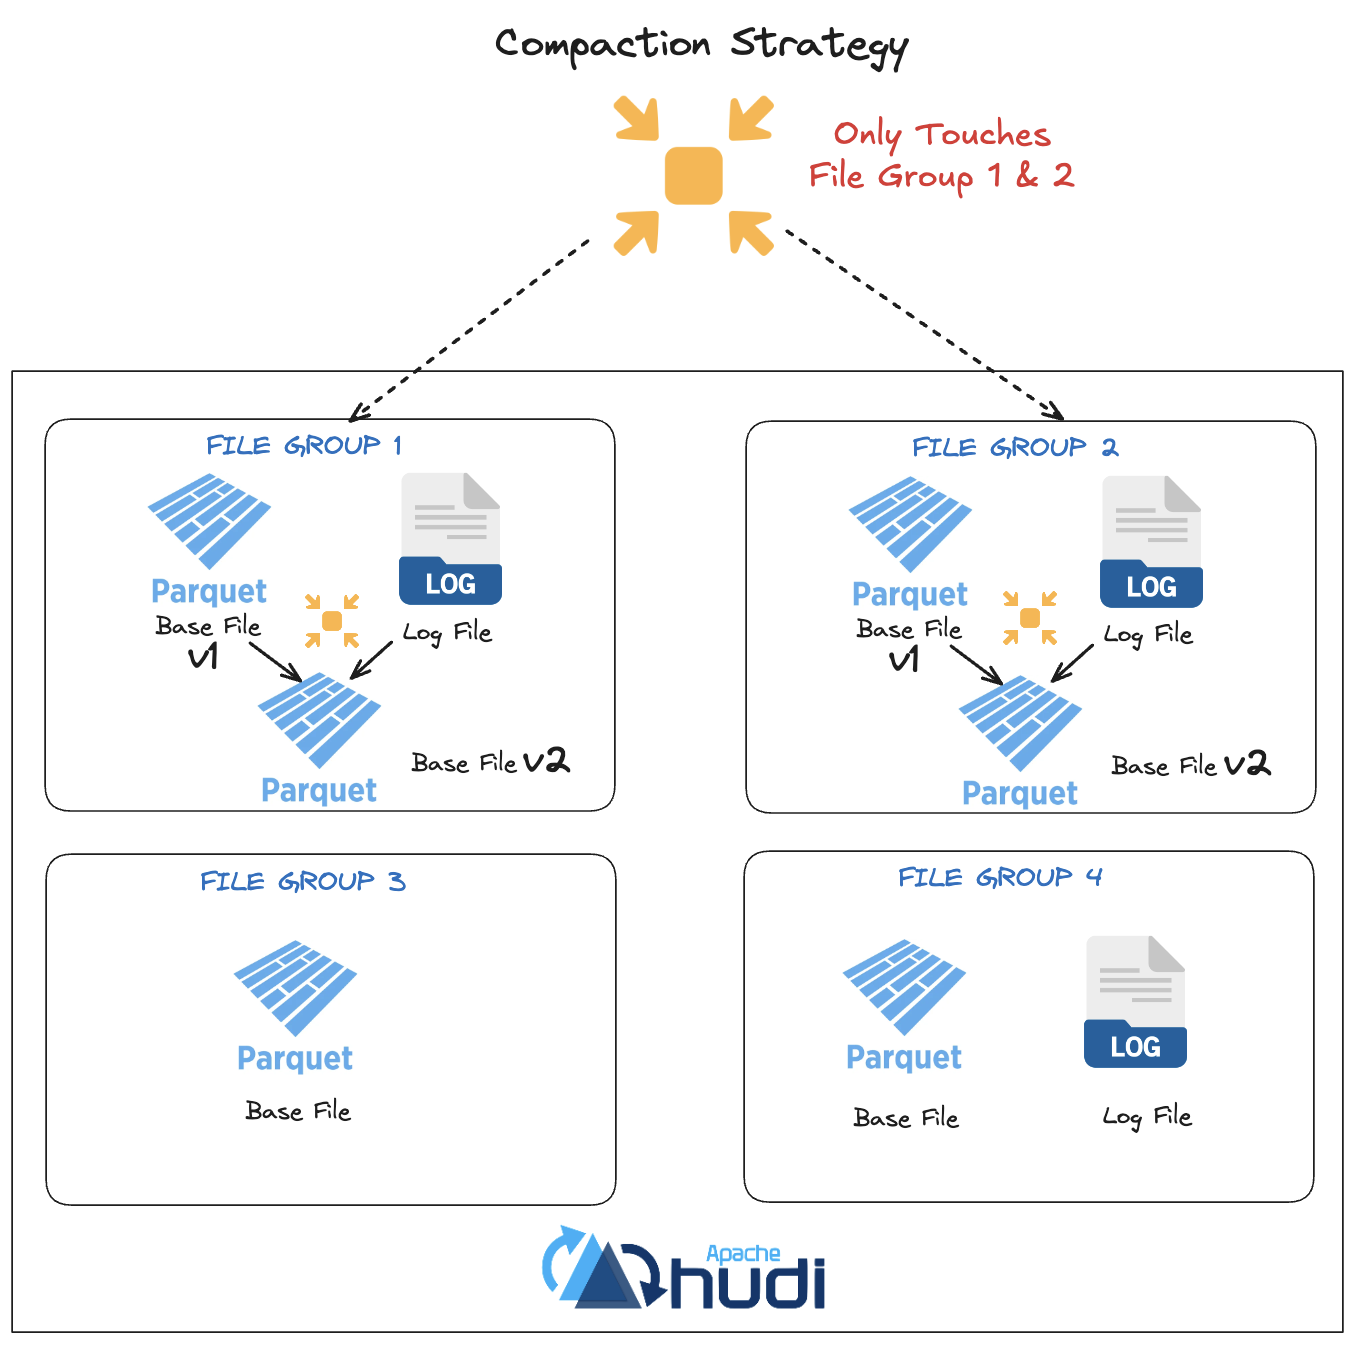 Compaction Strategy
Only Touches
File Group 1 & 2
FILE GROUP 1
Parquet
Base File
v1
LOG
Log File
Parquet
Base File v2
FILE GROUP 2
Parquet
Base File
v1
LOG
Log File
Parquet
Base File v2
FILE GROUP 3
Parquet
Base File
FILE GROUP 4
Parquet
Base File
LOG
Log File
Apache
hudi